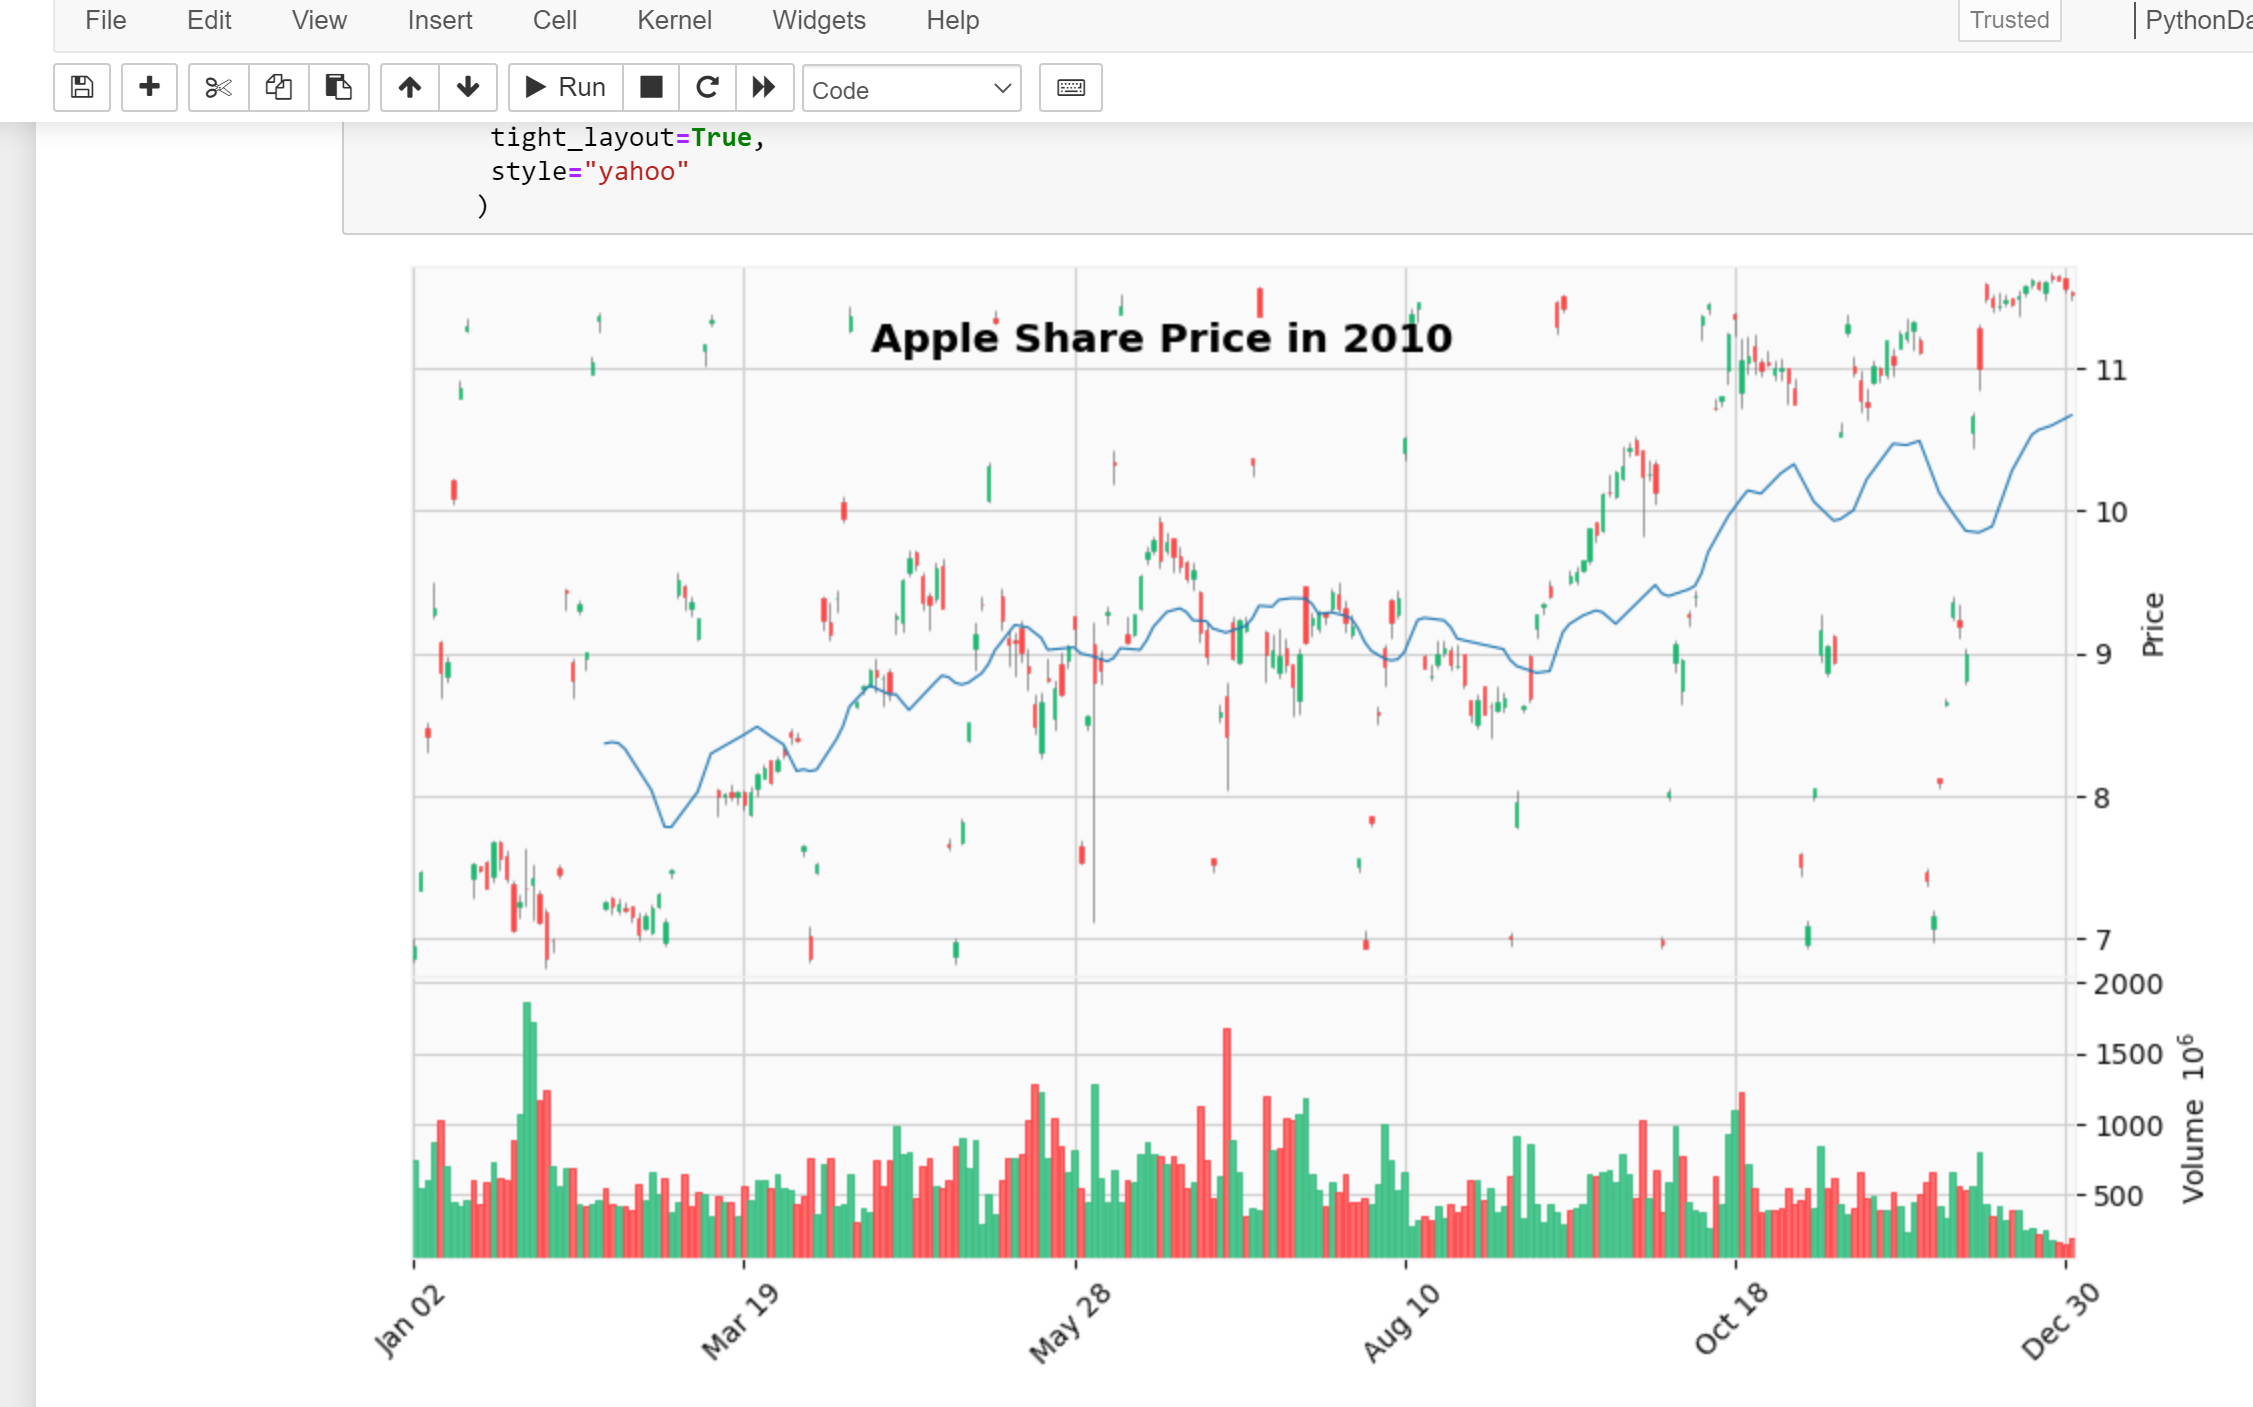 File Edit View Insert Cell Kernel Widgets Help Trusted PythonDa
Run Code
tight_layout=True,
style="yahoo"
)
Apple Share Price in 2010
11
10
9
8
7
Price
2000
1500
1000
500
Volume 10⁶
Jan 02 Mar 19 May 28 Aug 10 Oct 18 Dec 30